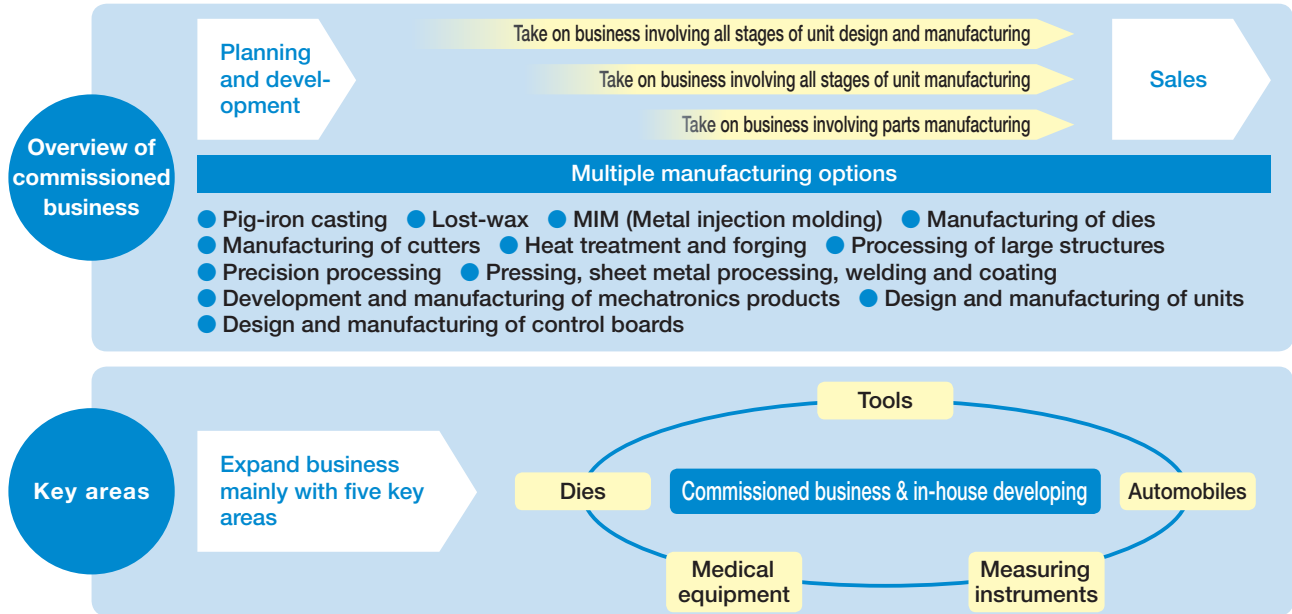 Overview of
commissioned
business
Planning
and devel-
opment
Take on business involving all stages of unit design and manufacturing
Take on business involving all stages of unit manufacturing
Take on business involving parts manufacturing
Sales
Multiple manufacturing options
● Pig-iron casting ● Lost-wax ● MIM (Metal injection molding) ● Manufacturing of dies
● Manufacturing of cutters ● Heat treatment and forging ● Processing of large structures
● Precision processing ● Pressing, sheet metal processing, welding and coating
● Development and manufacturing of mechatronics products ● Design and manufacturing of units
● Design and manufacturing of control boards
Key areas
Expand business
mainly with five key
areas
Tools
Dies
Commissioned business & in-house developing
Automobiles
Medical
equipment
Measuring
instruments